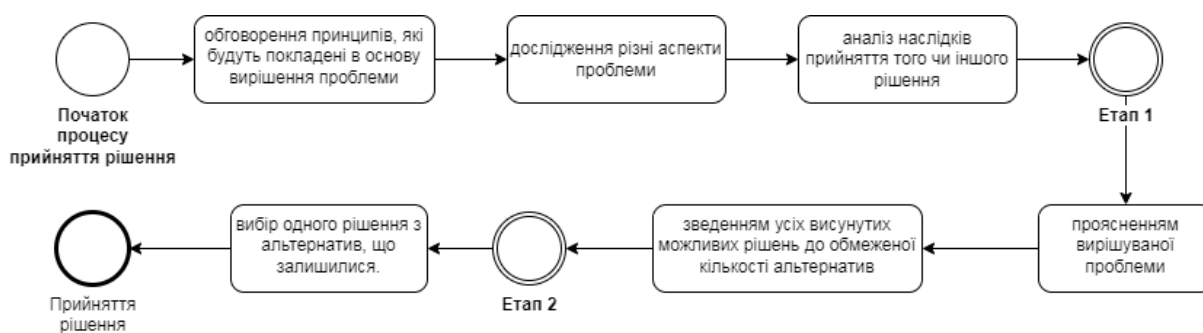 обговорення принципів, які
будуть покладені в основу
вирішення проблеми
дослідження різні аспекти
проблеми
аналіз наслідків
прийняття того чи іншого
рішення
Початок
процесу
прийняття рішення
Етап 1
проясненням
вирішуваної
проблеми
зведенням усіх висунутих
можливих рішень до обмеженої
кількості альтернатив
Етап 2
вибір одного рішення з
альтернатив, що
залишилися.
Прийняття
рішення